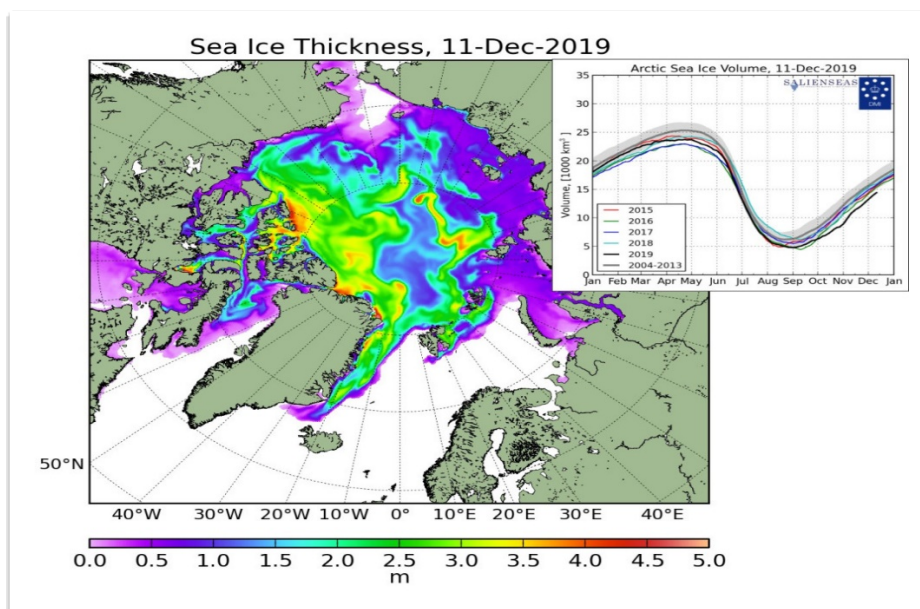 Sea Ice Thickness, 11-Dec-2019
Arctic Sea Ice Volume, 11-Dec-2019
SALIENSEAS
DMI
Volume, [1000 km³ ]
35
30
25
20
15
10
5
0
2015
2016
2017
2018
2019
2004-2013
Jan Feb Mar Apr May Jun Jul Aug Sep Oct Nov Dec Jan
50°N
40°W 30°W 20°W 10°W 0° 10°E 20°E 30°E 40°E
0.0 0.5 1.0 1.5 2.0 2.5 3.0 3.5 4.0 4.5 5.0
m